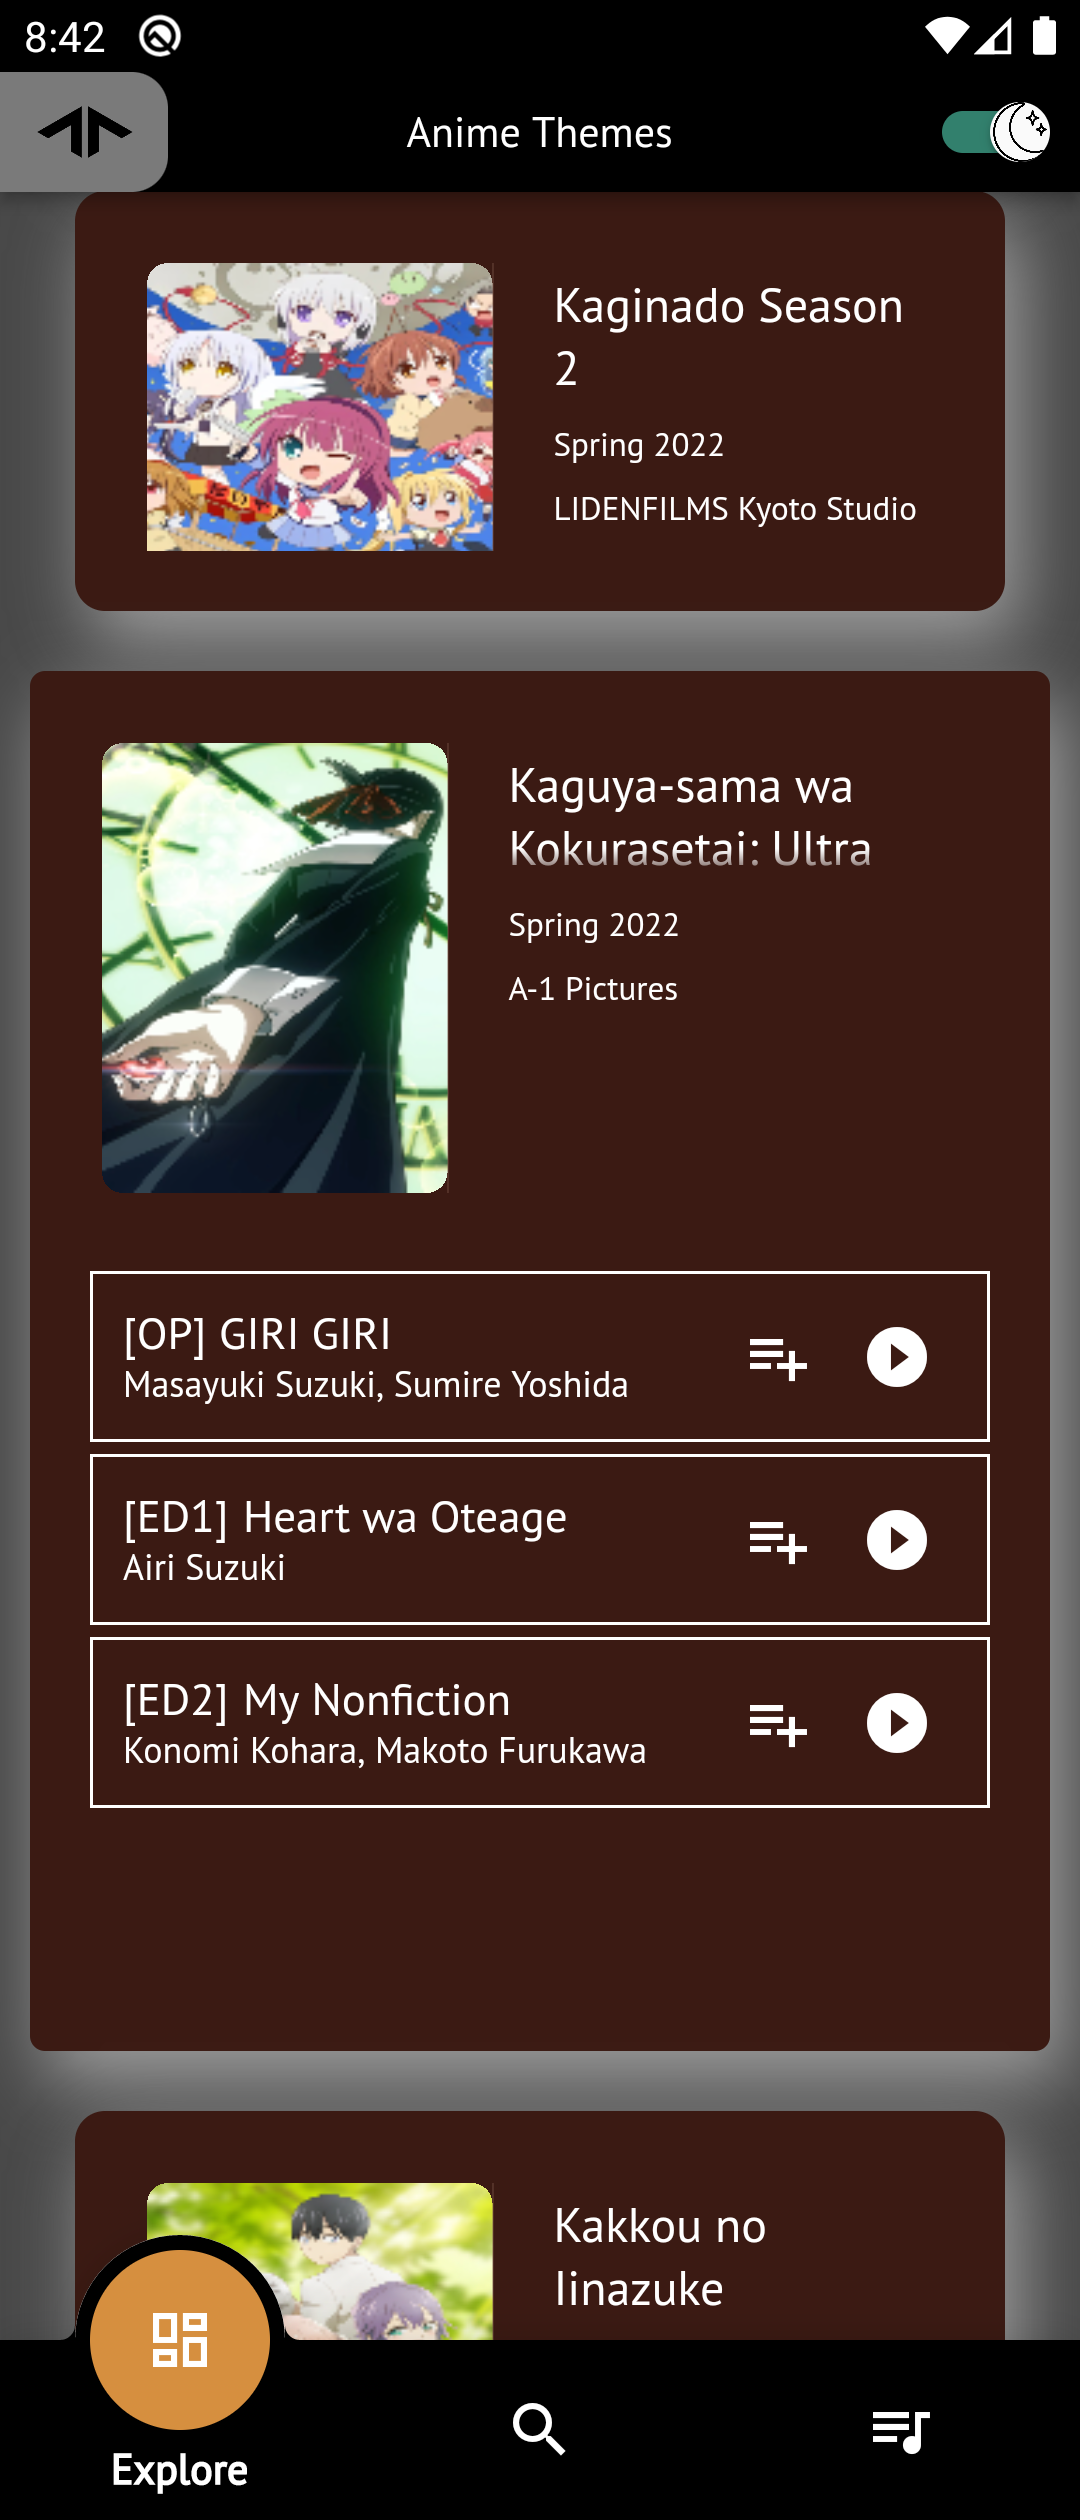 8:42
Anime Themes
Kaginado Season
2
Spring 2022
LIDENFILMS Kyoto Studio
Kaguya-sama wa
Kokurasetai: Ultra
Spring 2022
A-1 Pictures
[OP] GIRI GIRI
Masayuki Suzuki, Sumire Yoshida
[ED1] Heart wa Oteage
Airi Suzuki
[ED2] My Nonfiction
Konomi Kohara, Makoto Furukawa
Kakkou no
Iinazuke
Explore